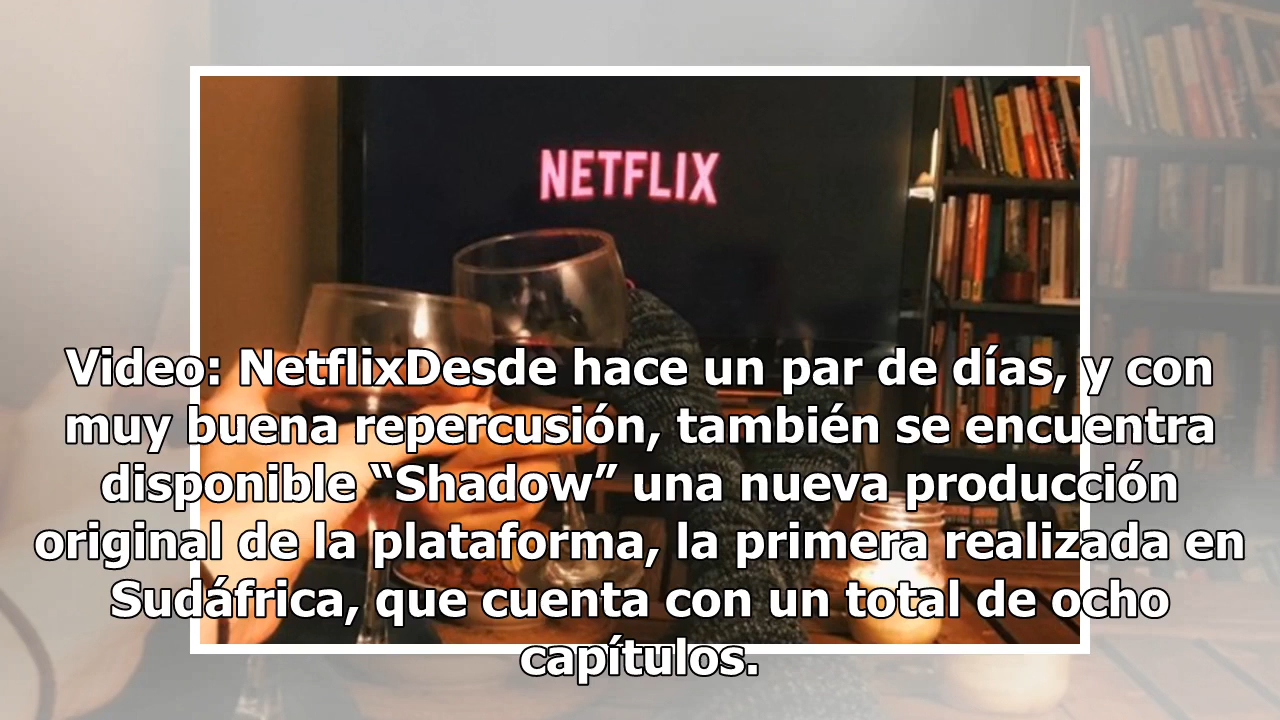 NETFLIX
Video: NetflixDesde hace un par de días, y con
muy buena repercusión, también se encuentra
disponible “Shadow” una nueva producción
original de la plataforma, la primera realizada en
Sudáfrica, que cuenta con un total de ocho
capítulos.